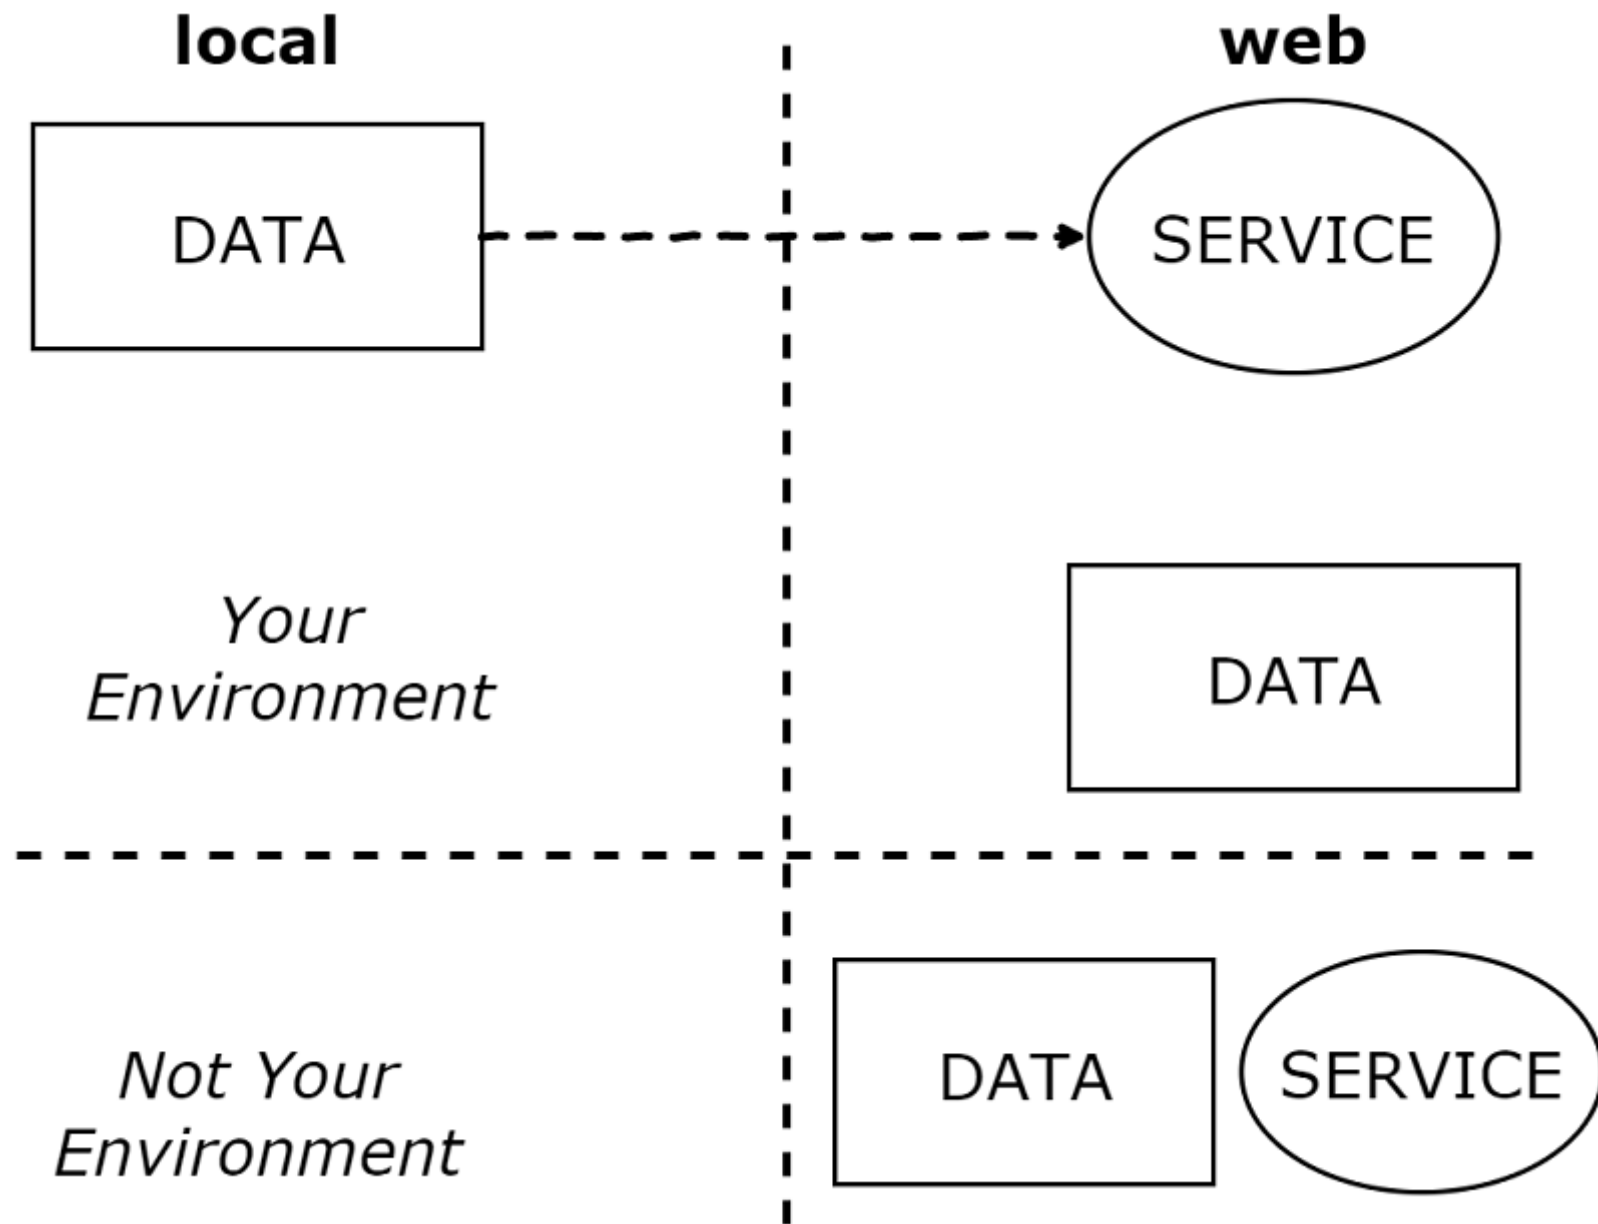 local
web
DATA
SERVICE
Your
Environment
DATA
Not Your
Environment
DATA
SERVICE